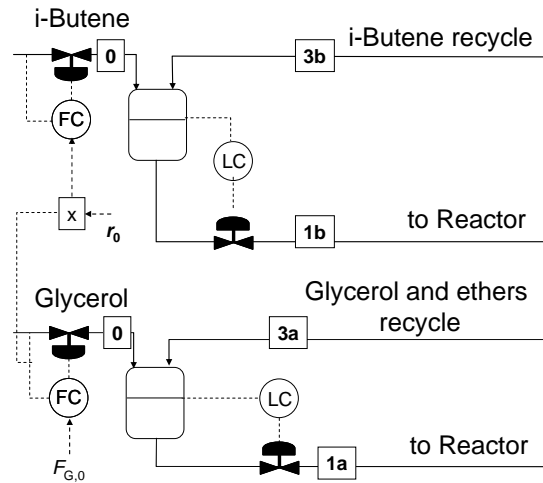 i-Butene
0
3b
i-Butene recycle
FC
LC
x
r0
1b
to Reactor
Glycerol
0
3a
Glycerol and ethers
recycle
FC
LC
FG,0
1a
to Reactor